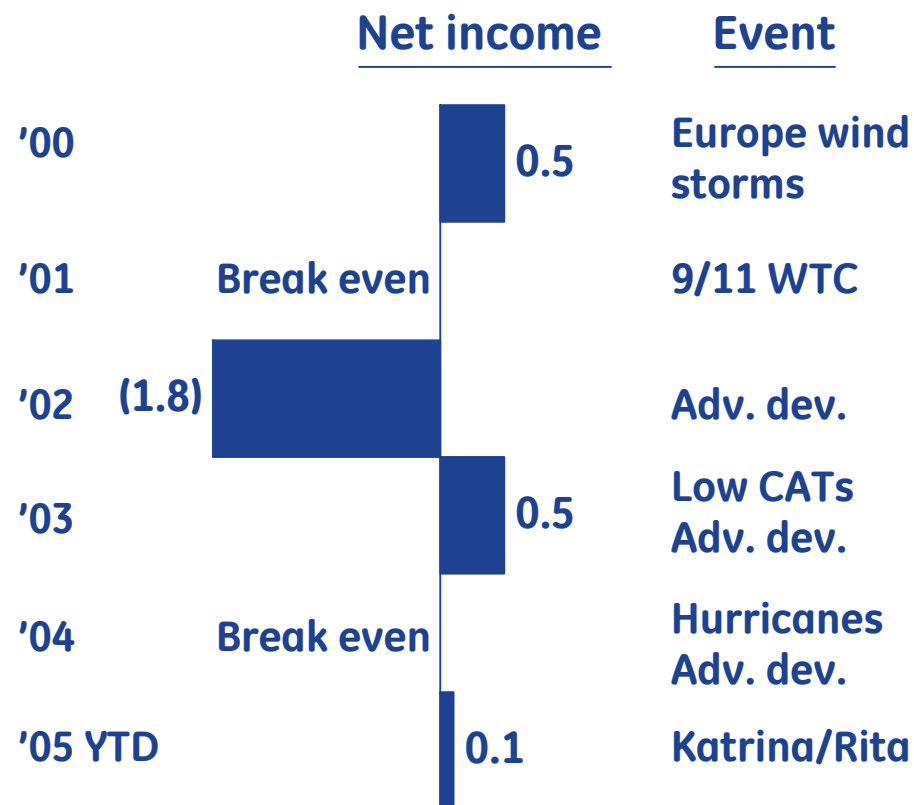 Net income Event
’00 0.5 Europe wind
storms
’01 Break even 9/11 WTC
’02 (1.8) Adv. dev.
’03 0.5 Low CATs
Adv. dev.
’04 Break even Hurricanes
Adv. dev.
’05 YTD 0.1 Katrina/Rita